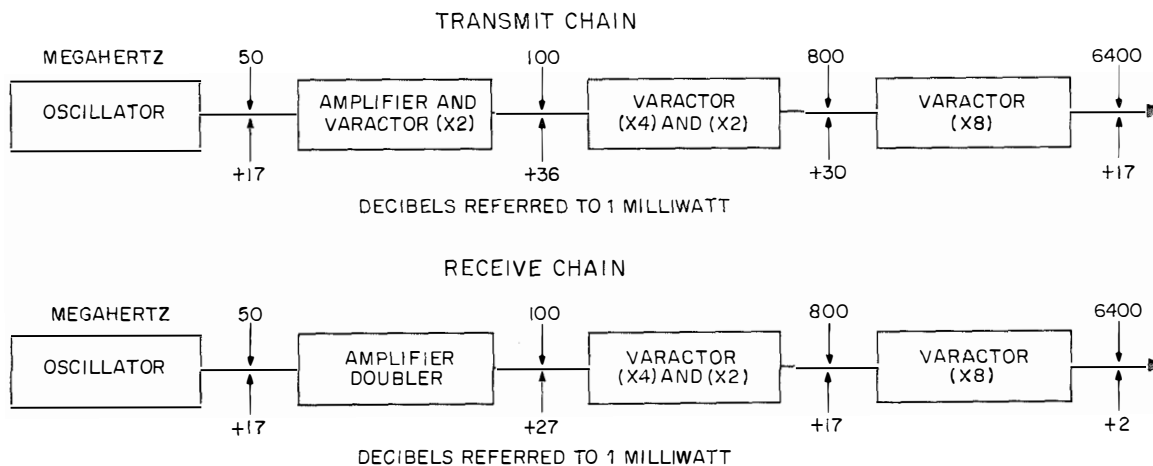 TRANSMIT CHAIN
MEGAHERTZ 50 100 800 6400
OSCILLATOR
AMPLIFIER AND
VARACTOR (X2)
VARACTOR
(X4) AND (X2)
VARACTOR
(X8)
+17 +36 +30 +17
DECIBELS REFERRED TO 1 MILLIWATT
RECEIVE CHAIN
MEGAHERTZ 50 100 800 6400
OSCILLATOR
AMPLIFIER
DOUBLER
VARACTOR
(X4) AND (X2)
VARACTOR
(X8)
+17 +27 +17 +2
DECIBELS REFERRED TO 1 MILLIWATT